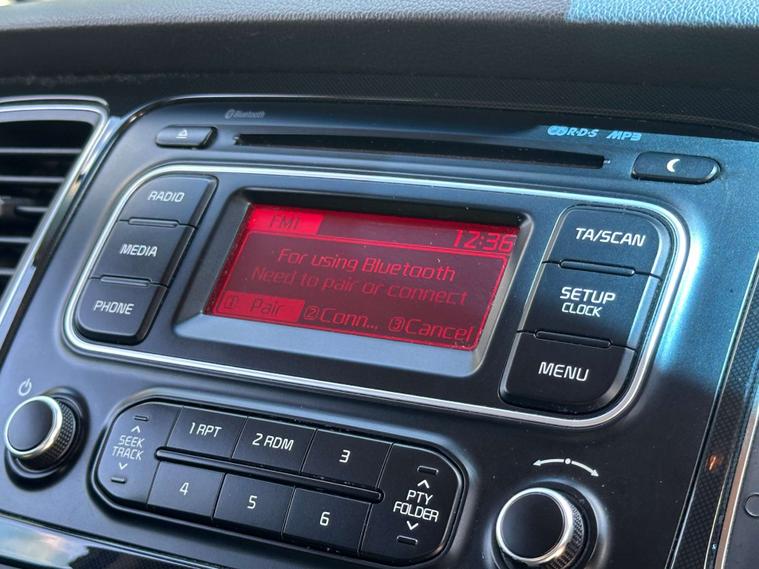 Bluetooth
R·D·S MP3
RADIO
MEDIA
PHONE
FM1
12:36
For using Bluetooth
Need to pair or connect
① Pair ②Conn... ③Cancel
TA/SCAN
SETUP
CLOCK
MENU
SEEK
TRACK
1 RPT
2 RDM
3
4
5
6
PTY
FOLDER